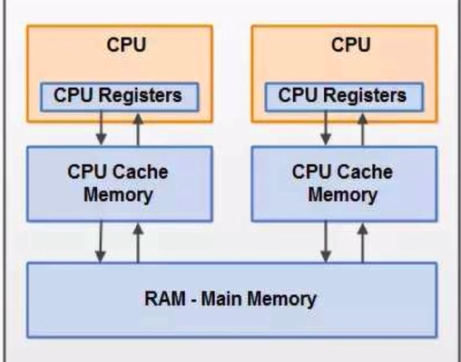 CPU
CPU
CPU Registers
CPU Registers
CPU Cache
Memory
CPU Cache
Memory
RAM - Main Memory